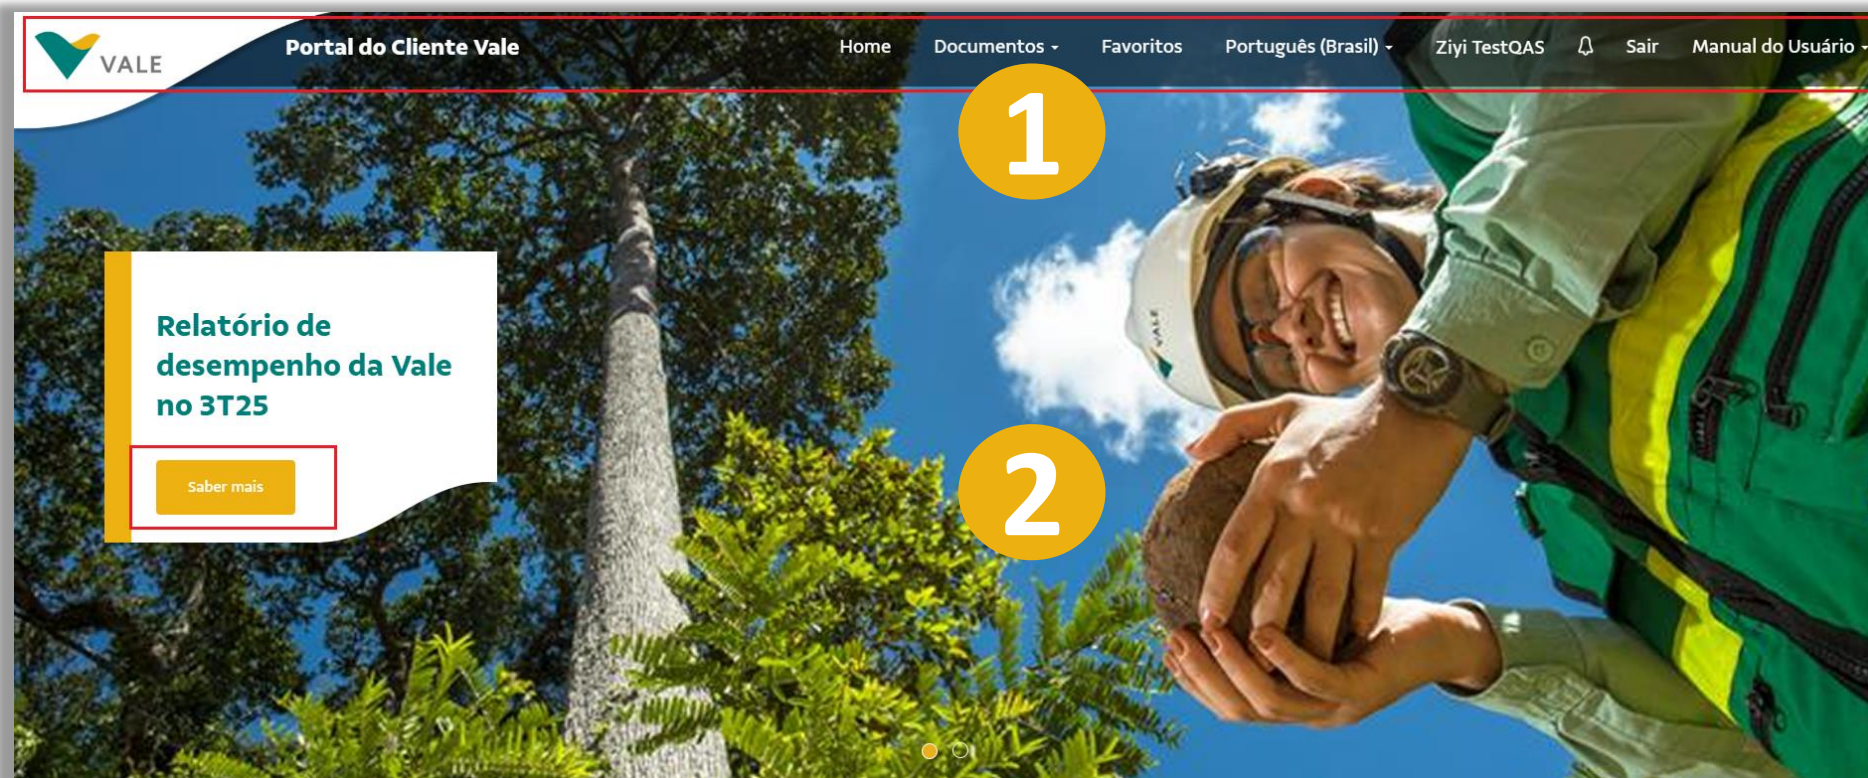 VALE
Portal do Cliente Vale
Home Documentos Favoritos Português (Brasil) Ziyi TestQAS Sair Manual do Usuário
1
Relatório de
desempenho da Vale
no 3T25
Saber mais
2
VALE